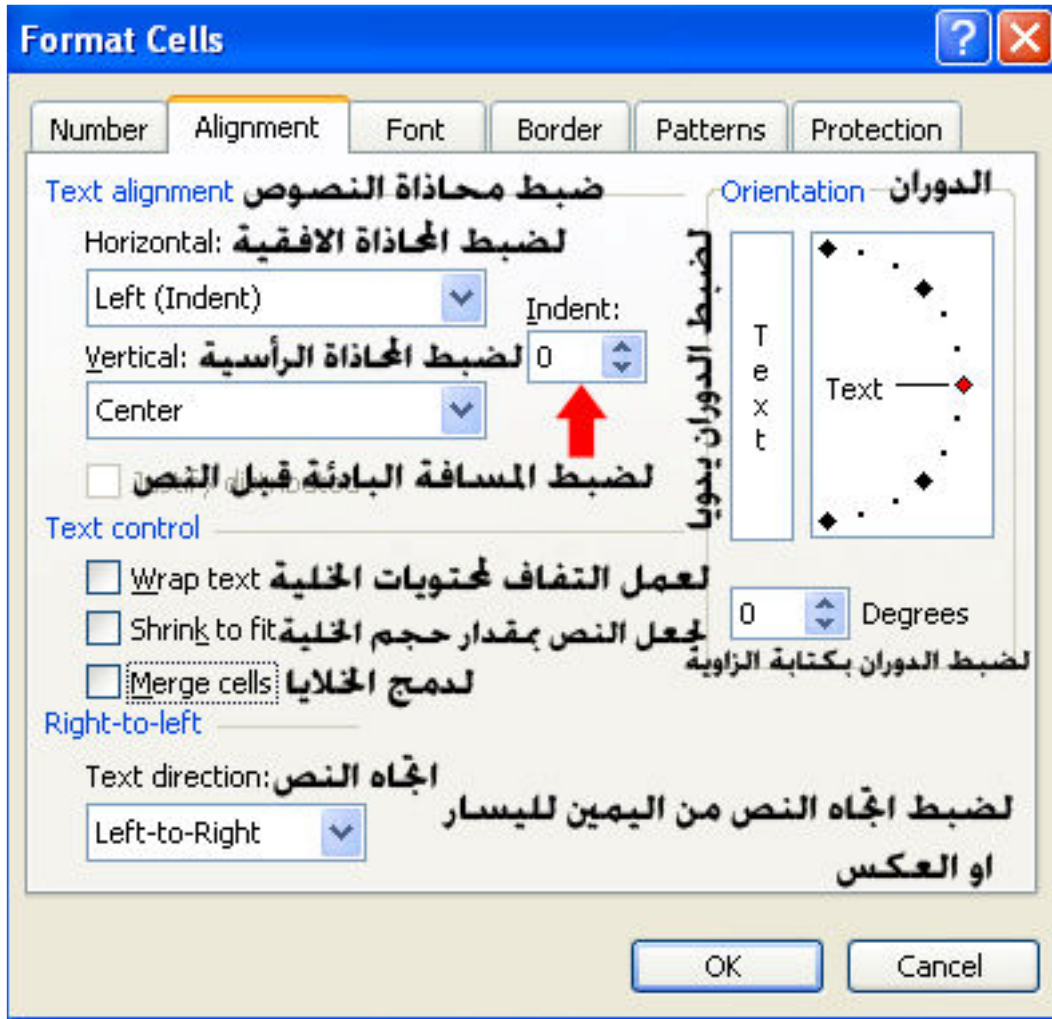 Format Cells
Number Alignment Font Border Patterns Protection
Text alignment ضبط محاذاة النصوص
Horizontal: لضبط المحاذاة الافقية
Left (Indent)
Indent:
Vertical: لضبط المحاذاة الرأسية
0
Center
لضبط المسافة البادئة قبل النص
Text control
Wrap text لعمل التفاف لمحتويات الخلية
Shrink to fit لجعل النص بمقدار حجم الخلية
Merge cells لدمج الخلايا
Right-to-left
Text direction: اتجاه النص
Left-to-Right
لضبط اتجاه النص من اليمين لليسار
او العكس
Orientation الدوران
لضبط الدوران يدويا
Text
Text
0 Degrees
لضبط الدوران بكتابة الزاوية
OK Cancel